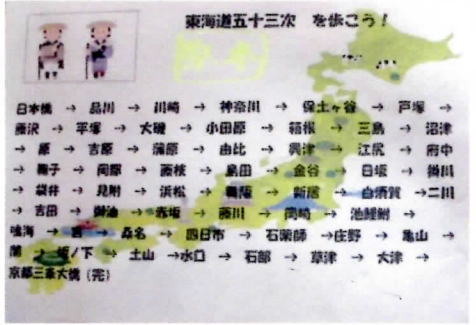 東海道五十三次 を歩こう!
日本橋 → 品川 → 川崎 → 神奈川 → 保土ヶ谷 → 戸塚 →
藤沢 → 平塚 → 大磯 → 小田原 → 箱根 → 三島 → 沼津
→ 原 → 吉原 → 蒲原 → 由比 → 興津 → 江尻 → 府中
→ 鞠子 → → 藤枝 → 島田 → 金谷 → 日坂 → 掛川
→ 袋井 → 見附 → 浜松 → 舞阪 → 新居 → 白須賀 →二川
→ 吉田 → 御油 → 赤坂 → 藤川 → 岡崎 → 池鯉鮒 →
鳴海 → 宮 → 桑名 → 四日市 → 石薬師 →庄野 → 亀山 →
関 → 坂ノ下 → 土山 →水口 → 石部 → 草津 → 大津 →
京都三条大橋(完)